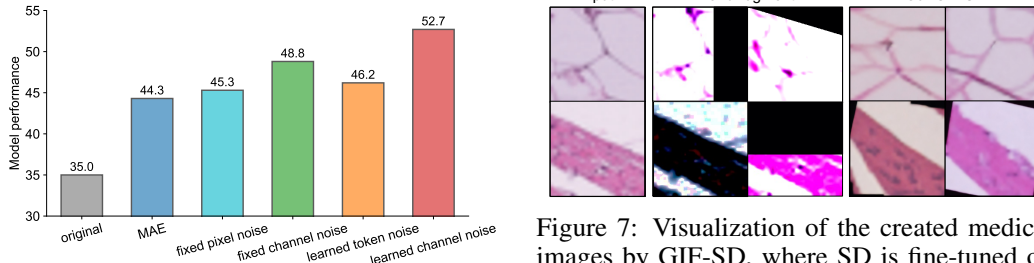 55
50
45
40
35
30
Model performance
35.0
44.3
45.3
48.8
46.2
52.7
original
MAE
fixed pixel noise
fixed channel noise
learned token noise
learned channel noise
Figure 7: Visualization of the created medic
images by GIF-SD, where SD is fine-tuned o